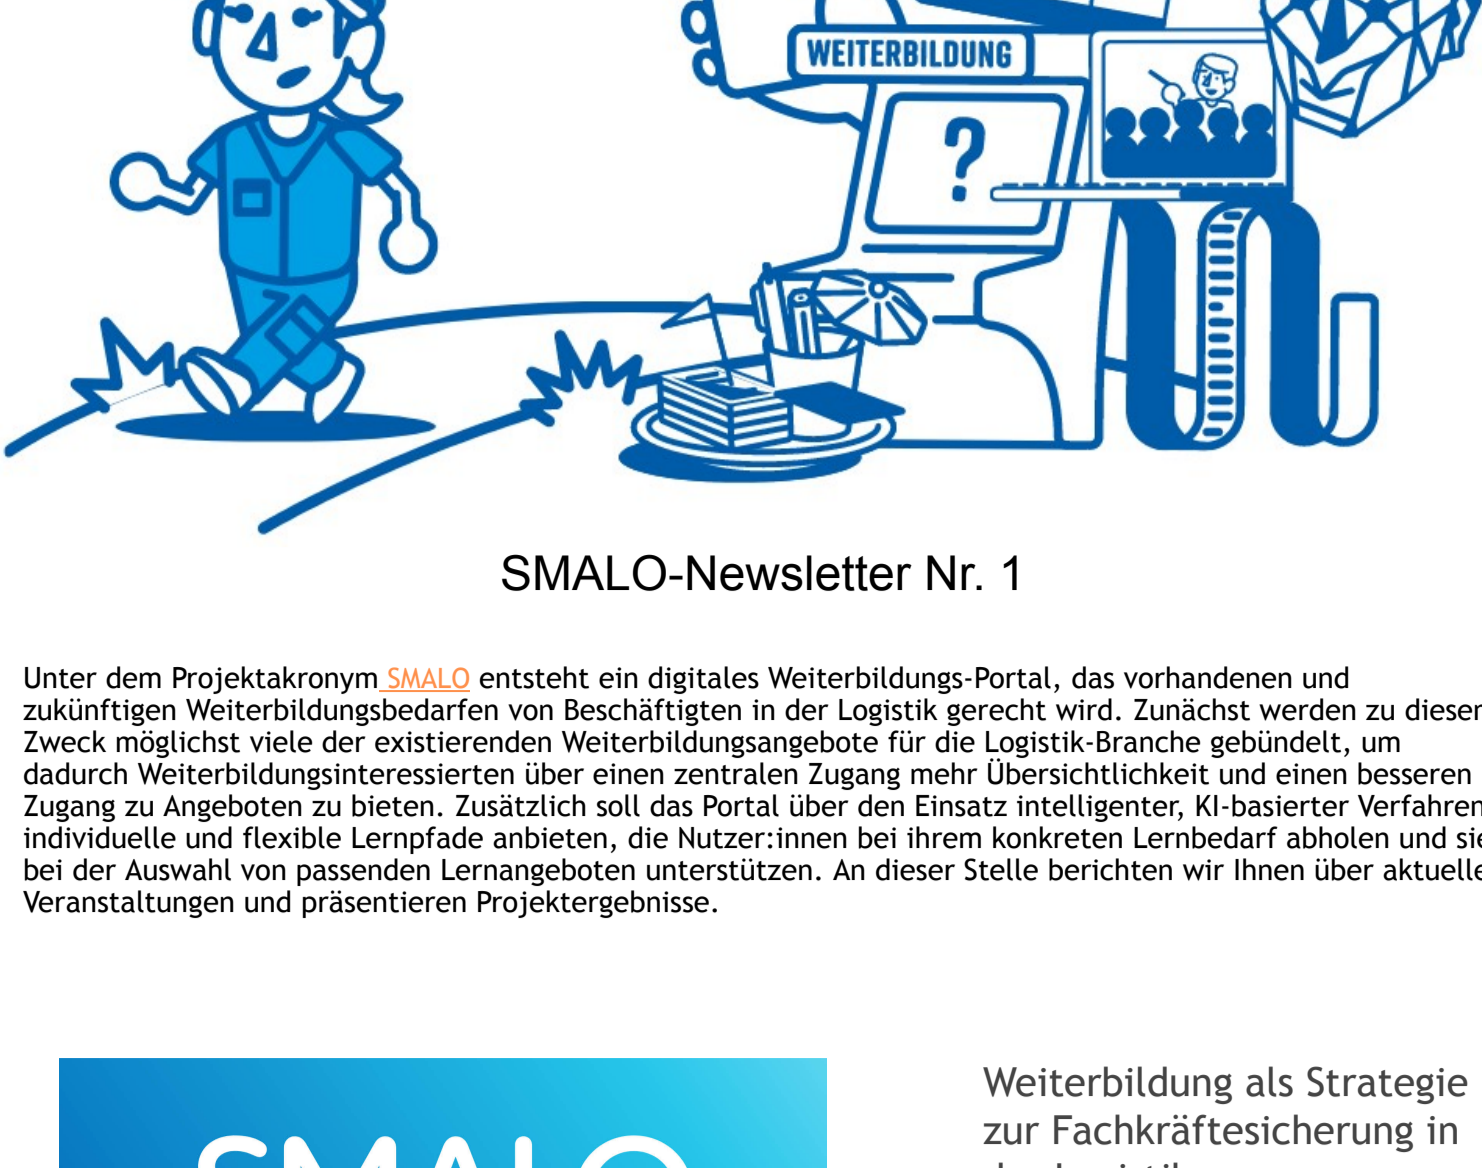 WEITERBILDUNG
?
SMALO-Newsletter Nr. 1
Unter dem Projektakronym SMALO entsteht ein digitales Weiterbildungs-Portal, das vorhandenen und
zukünftigen Weiterbildungsbedarfen von Beschäftigten in der Logistik gerecht wird. Zunächst werden zu diesen
Zweck möglichst viele der existierenden Weiterbildungsangebote für die Logistik-Branche gebündelt, um
dadurch Weiterbildungsinteressierten über einen zentralen Zugang mehr Übersichtlichkeit und einen besseren
Zugang zu Angeboten zu bieten. Zusätzlich soll das Portal über den Einsatz intelligenter, KI-basierter Verfahren
individuelle und flexible Lernpfade anbieten, die Nutzer:innen bei ihrem konkreten Lernbedarf abholen und sie
bei der Auswahl von passenden Lernangeboten unterstützen. An dieser Stelle berichten wir Ihnen über aktuelle
Veranstaltungen und präsentieren Projektergebnisse.
SMALO
Weiterbildung als Strategie
zur Fachkräftesicherung in
der Logistik